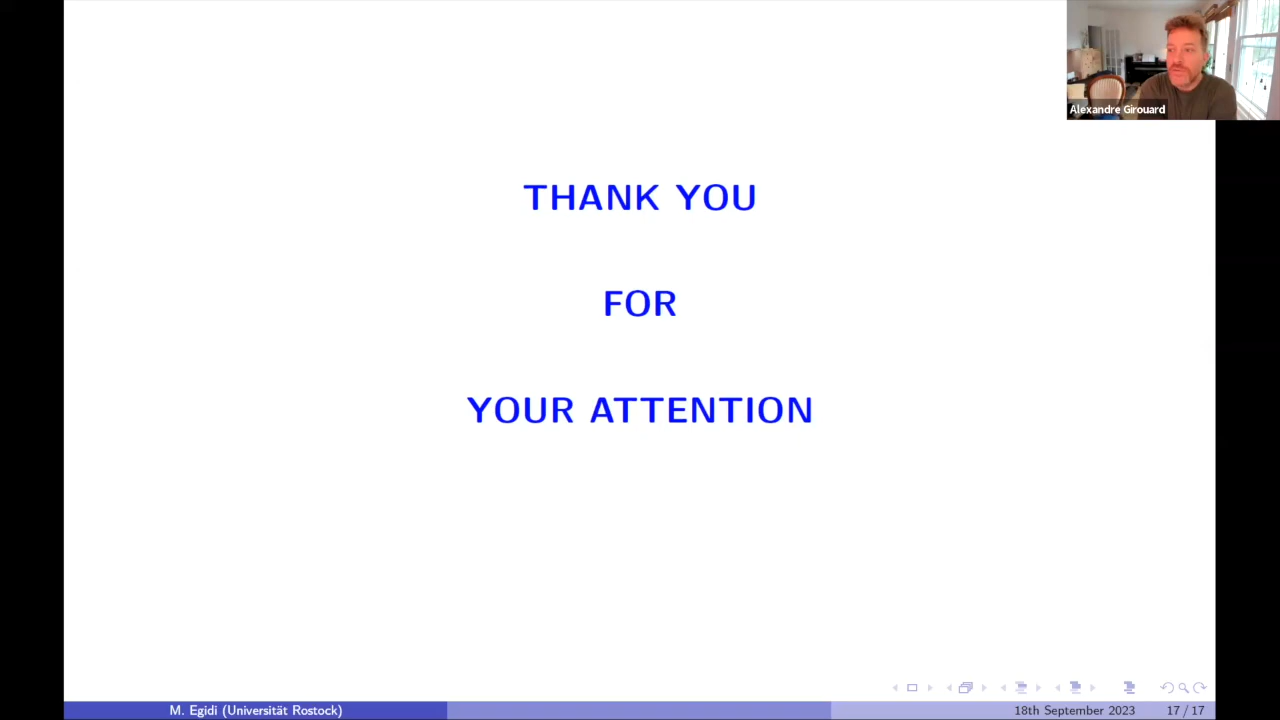 Alexandre Girouard
THANK YOU
FOR
YOUR ATTENTION
M. Egidi (Universität Rostock)
18th September 2023
17 / 17